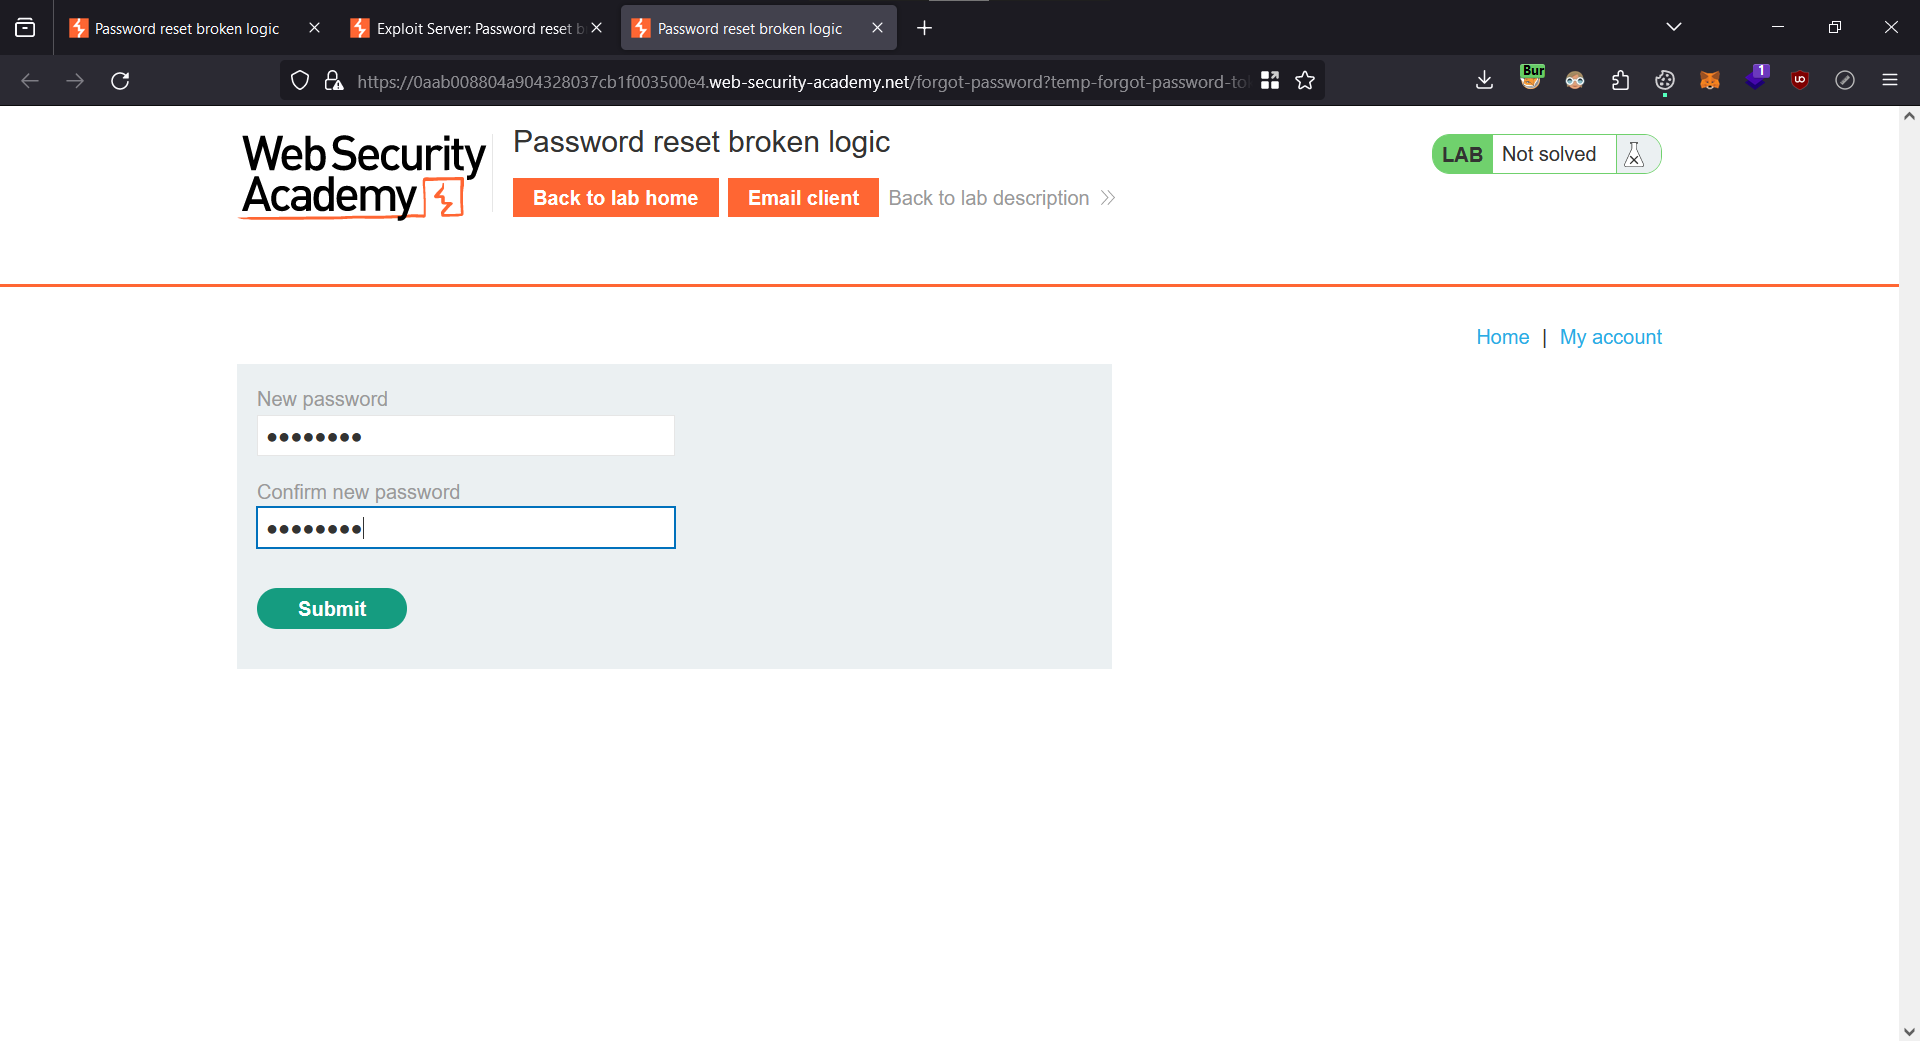 Password reset broken logic
Exploit Server: Password reset b
Password reset broken logic
https://0aab008804a904328037cb1f003500e4.web-security-academy.net/forgot-password?temp-forgot-password-to
Bur
1
Web Security
Academy
Password reset broken logic
Back to lab home
Email client
Back to lab description
LAB
Not solved
Home | My account
New password
●●●●●●●●
Confirm new password
●●●●●●●●
Submit